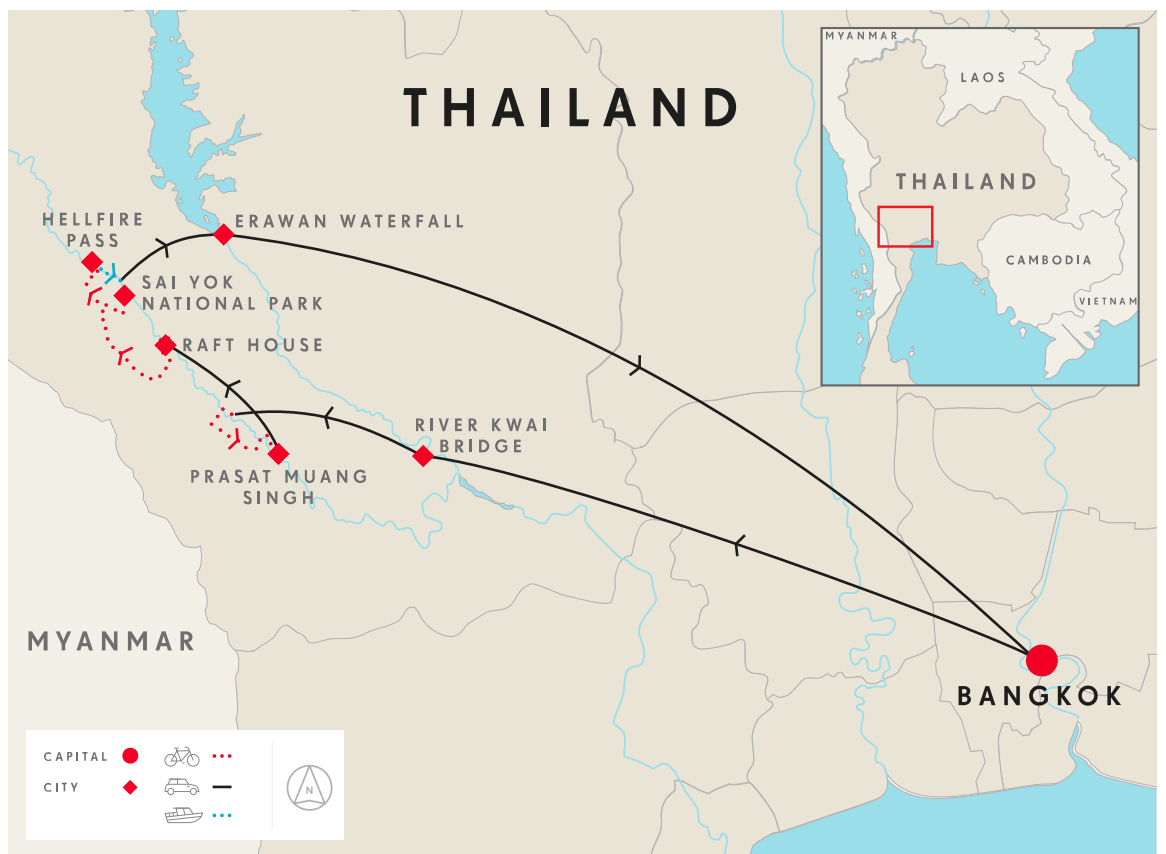 THAILAND
MYANMAR
LAOS
THAILAND
CAMBODIA
VIETNAM
HELLFIRE
PASS
ERAWAN WATERFALL
SAI YOK
NATIONAL PARK
RAFT HOUSE
RIVER KWAI
BRIDGE
PRASAT MUANG
SINGH
MYANMAR
BANGKOK
CAPITAL
CITY
N